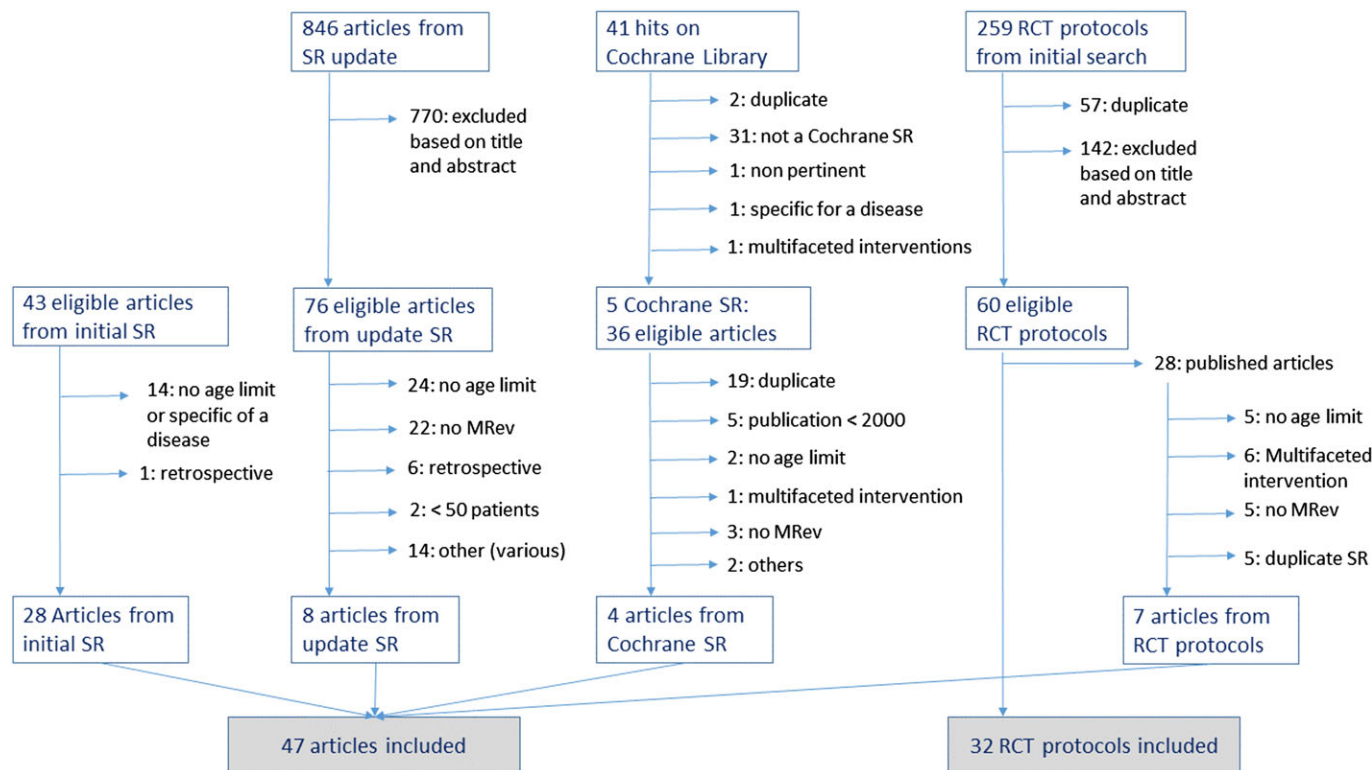 846 articles from
SR update
41 hits on
Cochrane Library
259 RCT protocols
from initial search
770: excluded
based on title
and abstract
2: duplicate
31: not a Cochrane SR
1: non pertinent
1: specific for a disease
1: multifaceted interventions
57: duplicate
142: excluded
based on title
and abstract
43 eligible articles
from initial SR
76 eligible articles
from update SR
5 Cochrane SR:
36 eligible articles
60 eligible
RCT protocols
14: no age limit
or specific of a
disease
1: retrospective
24: no age limit
22: no MRev
6: retrospective
2: < 50 patients
14: other (various)
19: duplicate
5: publication < 2000
2: no age limit
1: multifaceted intervention
3: no MRev
2: others
28: published articles
5: no age limit
6: Multifaceted
intervention
5: no MRev
5: duplicate SR
28 Articles from
initial SR
8 articles from
update SR
4 articles from
Cochrane SR
7 articles from
RCT protocols
47 articles included
32 RCT protocols included